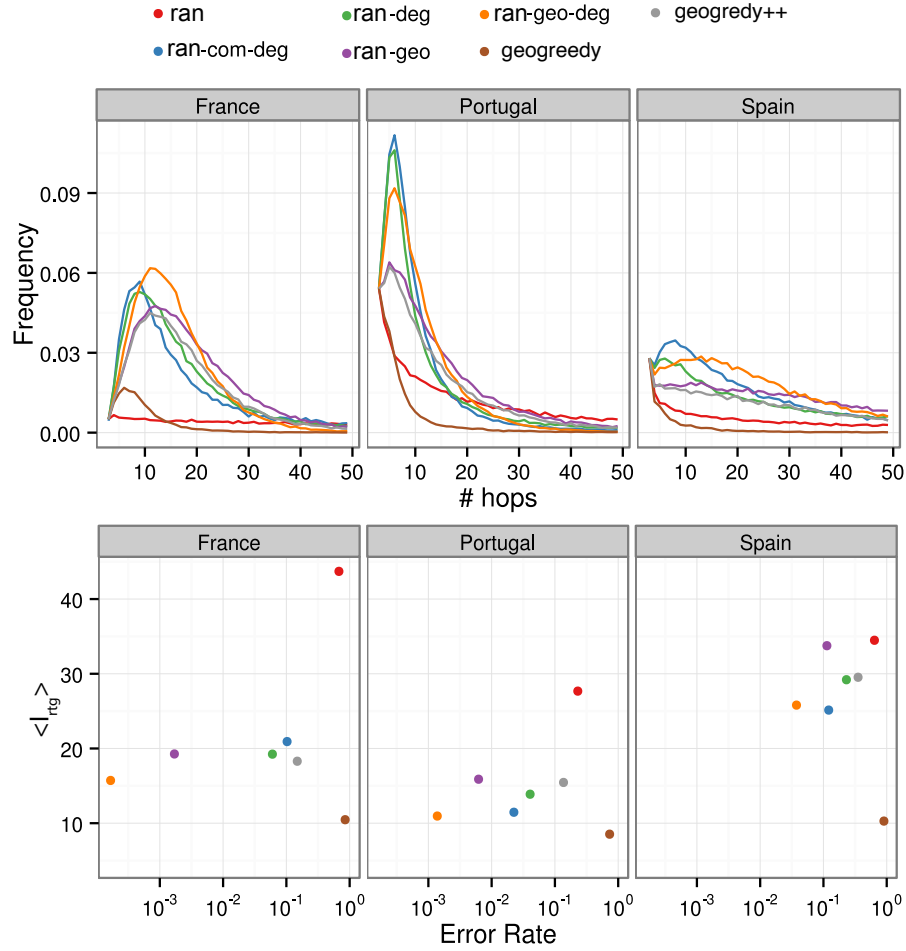 ran
ran-deg
ran-geo-deg
geogredy++
ran-com-deg
ran-geo
geogreedy
France
Portugal
Spain
Frequency
0.09
0.06
0.03
0.00
10 20 30 40 50
10 20 30 40 50
10 20 30 40 50
# hops
France
Portugal
Spain
<I_rtg>
40
30
20
10
10^-3 10^-2 10^-1 10^0
10^-3 10^-2 10^-1 10^0
10^-3 10^-2 10^-1 10^0
Error Rate